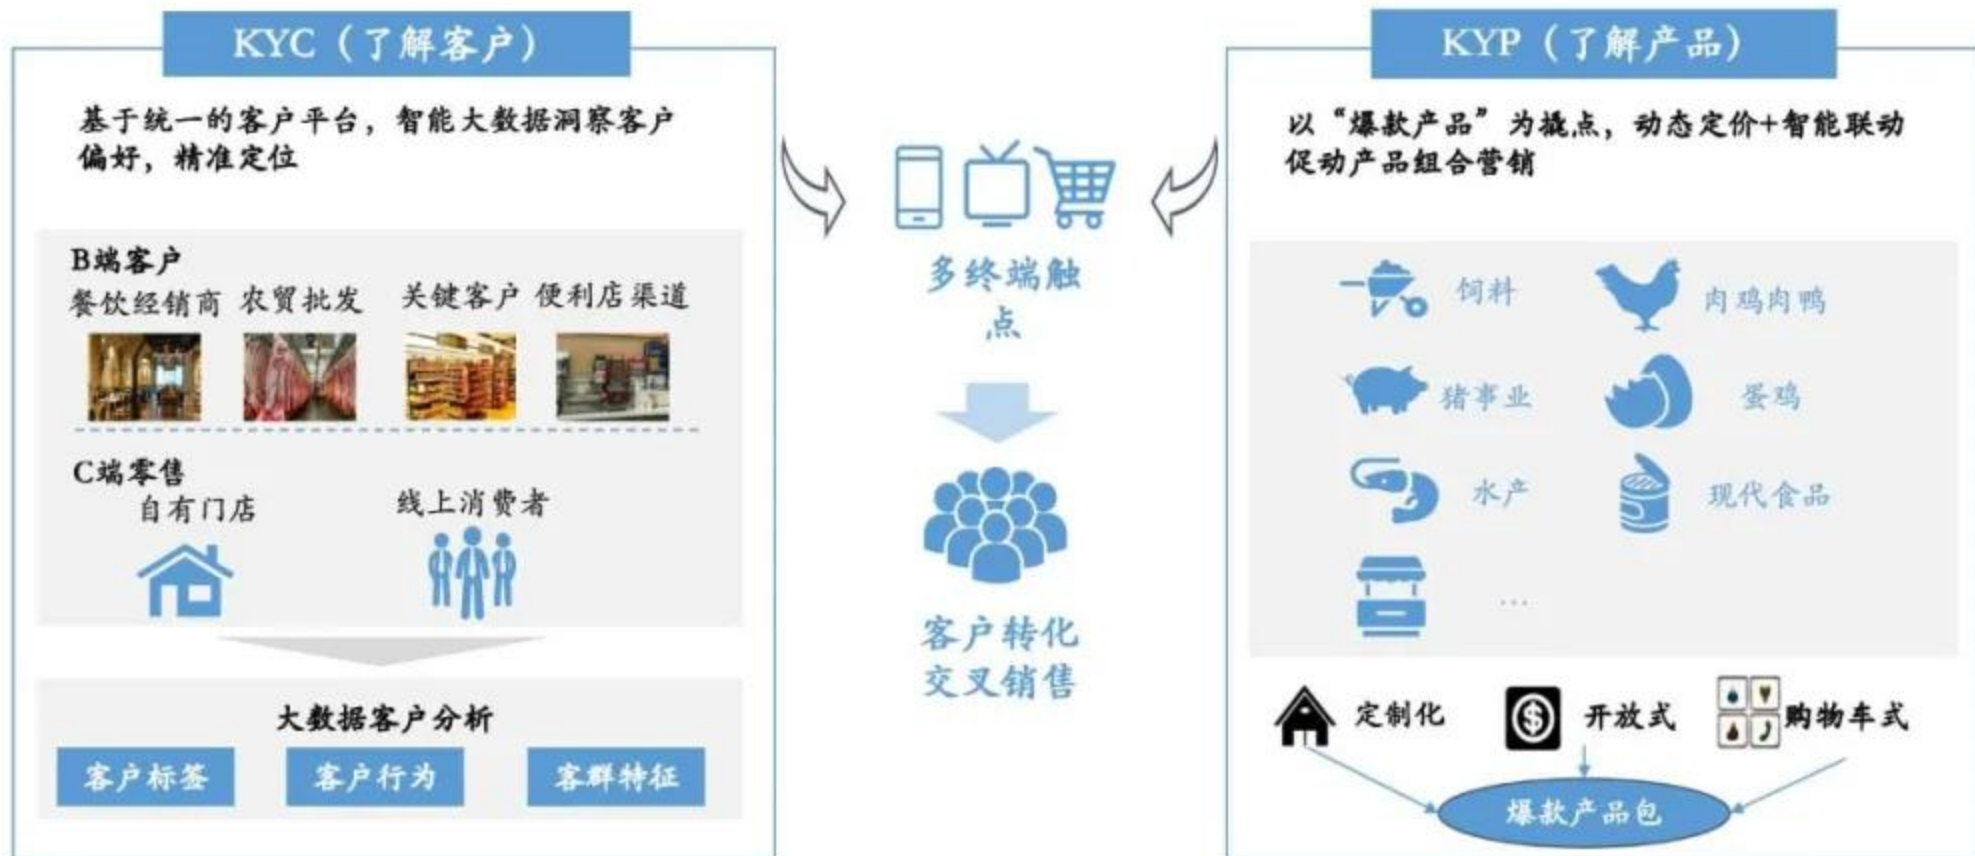 KYC（了解客户）
基于统一的客户平台，智能大数据洞察客户
偏好，精准定位
B端客户
餐饮经销商 农贸批发 关键客户 便利店渠道
C端零售
自有门店 线上消费者
大数据客户分析
客户标签 客户行为 客群特征
多终端触
点
客户转化
交叉销售
KYP（了解产品）
以“爆款产品”为撬点，动态定价+智能联动
促动产品组合营销
饲料 肉鸡肉鸭
猪事业 蛋鸡
水产 现代食品
...
定制化 开放式 购物车式
爆款产品包